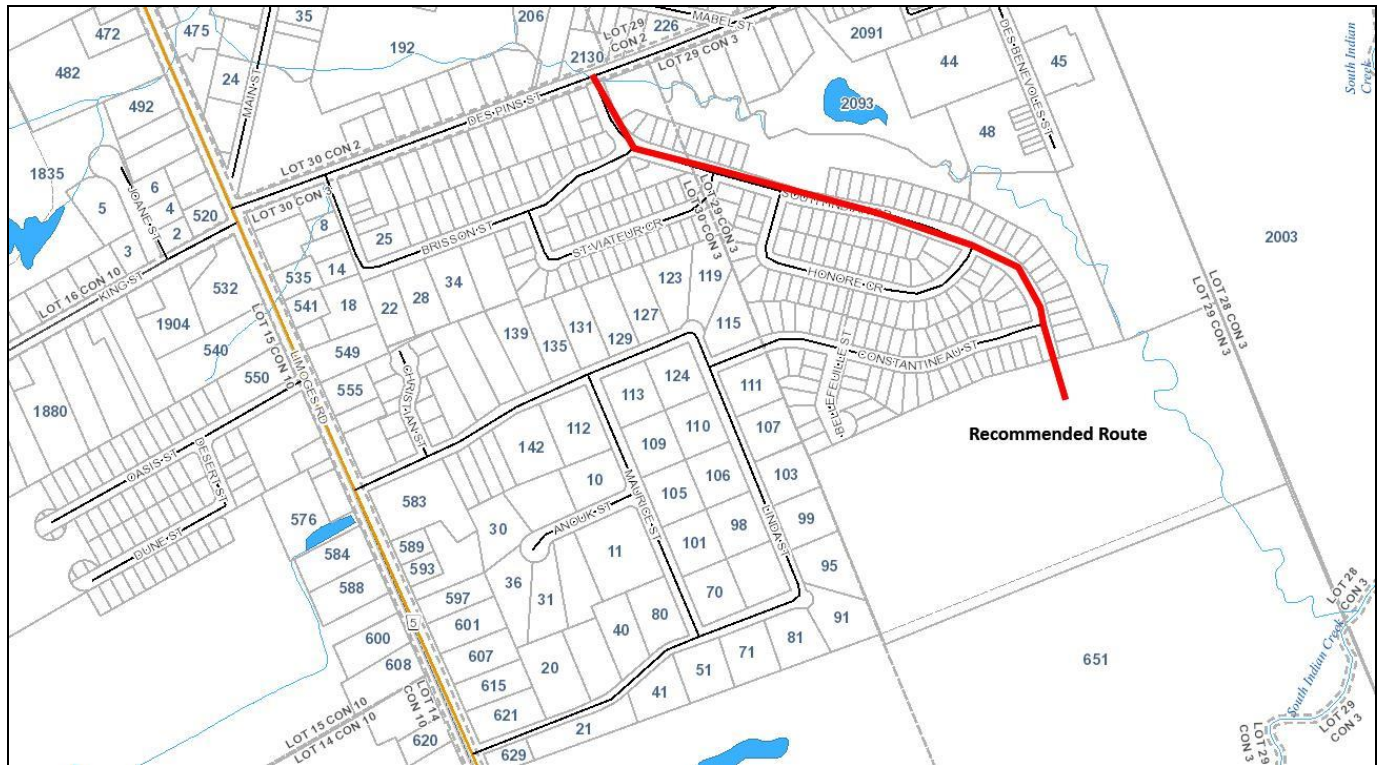 35
206
226
MABEL ST
LOT 29
CON 2
472
475
192
2130
LOT 29 CON 3
2091
DES BENEVOLES ST
South Indian
Creek
482
24
MAIN ST
44
45
492
DES PINS ST
2093
48
LOT 30 CON 2
1835
JOANE ST
6
5
4
520
LOT 30 CON 3
2
3
8
25
BRISSON ST
ST VIATEUR CR
LOT 29 CON 3
LOT 30 CON 3
HONORE CR
2003
LOT 16 CON 10
KING ST
535
14
34
123
119
LOT 28 CON 3
LOT 29 CON 3
532
541
18
28
22
127
1904
139
131
115
540
LOT 15 CON 10
549
135
129
CONSTANTINEAU ST
550
LIMOGES RD
555
CHRISTIAN ST
124
111
BELLEFEUILLE ST
1880
113
112
110
107
Recommended Route
142
109
OASIS ST
DESERT ST
10
106
103
583
MAURICE ST
105
LINDA ST
576
30
ANOUK ST
98
99
DUNE ST
589
101
584
593
11
95
588
36
31
70
597
80
91
5
601
40
600
607
81
71
651
LOT 28
CON 3
608
20
51
615
41
South Indian Creek
LOT 14
CON 10
621
21
LOT 29
CON 3
LOT 15 CON 10
LOT 14 CON 10
620
629
LOT 29
CON 3